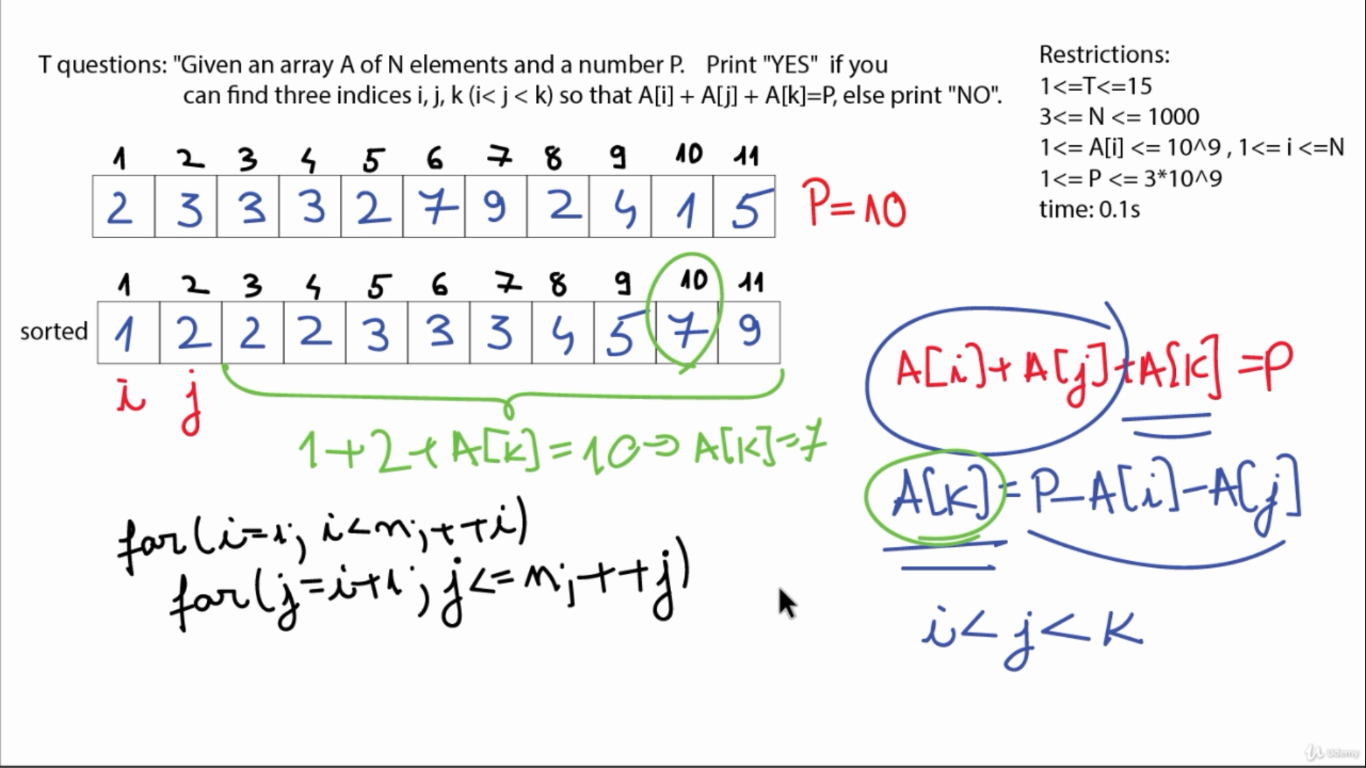 T questions: "Given an array A of N elements and a number P. Print "YES" if you
can find three indices i, j, k (i< j < k) so that A[i] + A[j] + A[k]=P, else print "NO".
Restrictions:
1<=T<=15
3<= N <= 1000
1<= A[i] <= 10^9 , 1<= i <=N
1<= P <= 3*10^9
time: 0.1s
1 2 3 4 5 6 7 8 9 10 11
2 3 3 3 2 7 9 2 4 1 5
P=10
1 2 3 4 5 6 7 8 9 10 11
sorted 1 2 2 2 3 3 3 4 5 7 9
i j
1+2+A[k]=10=>A[k]=7
for(i=1; i<n; ++i)
for(j=i+1; j<=n; ++j)
A[i]+A[j]+A[k]=P
A[k]=P-A[i]-A[j]
i<j<k
Udemy